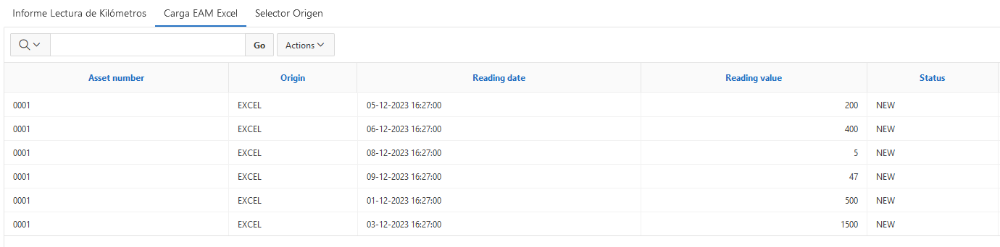 Informe Lectura de Kilómetros Carga EAM Excel Selector Origen
Go Actions
Asset number Origin Reading date Reading value Status
0001 EXCEL 05-12-2023 16:27:00 200 NEW
0001 EXCEL 06-12-2023 16:27:00 400 NEW
0001 EXCEL 08-12-2023 16:27:00 5 NEW
0001 EXCEL 09-12-2023 16:27:00 47 NEW
0001 EXCEL 01-12-2023 16:27:00 500 NEW
0001 EXCEL 03-12-2023 16:27:00 1500 NEW